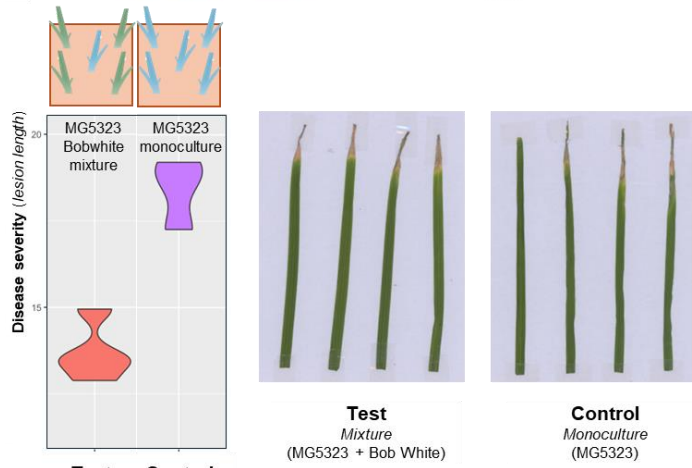 MG5323
Bobwhite
mixture
MG5323
monoculture
20
15
Disease severity (lesion length)
Test
Mixture
(MG5323 + Bob White)
Control
Monoculture
(MG5323)